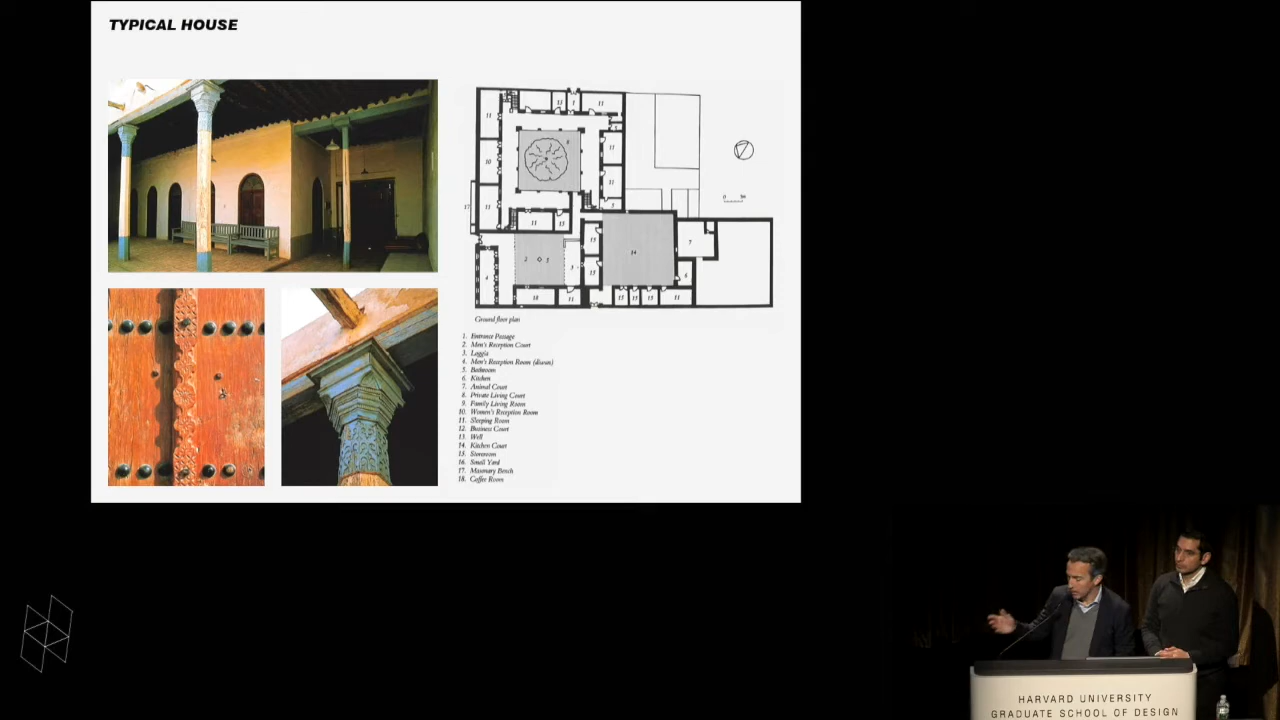 TYPICAL HOUSE
Ground floor plan
1. Entrance Passage
2. Men's Reception Court
3. Loggia
4. Men's Reception Room (diwan)
5. Bathroom
6. Kitchen
7. Animal Court
8. Private Living Court
9. Family Living Room
10. Women's Reception Room
11. Sleeping Room
12. Business Court
13. Well
14. Kitchen Court
15. Storeroom
16. Small Yard
17. Masonary Bench
18. Coffee Room
HARVARD UNIVERSITY
GRADUATE SCHOOL OF DESIGN